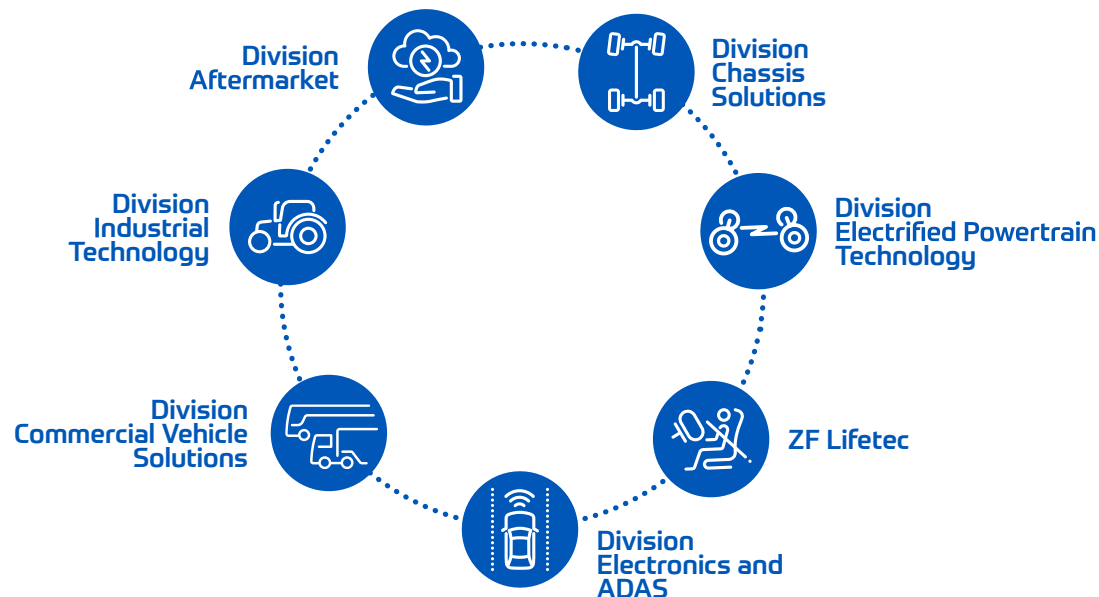 Division
Aftermarket
Division
Chassis
Solutions
Division
Industrial
Technology
Division
Electrified Powertrain
Technology
Division
Commercial Vehicle
Solutions
ZF Lifetec
Division
Electronics and
ADAS